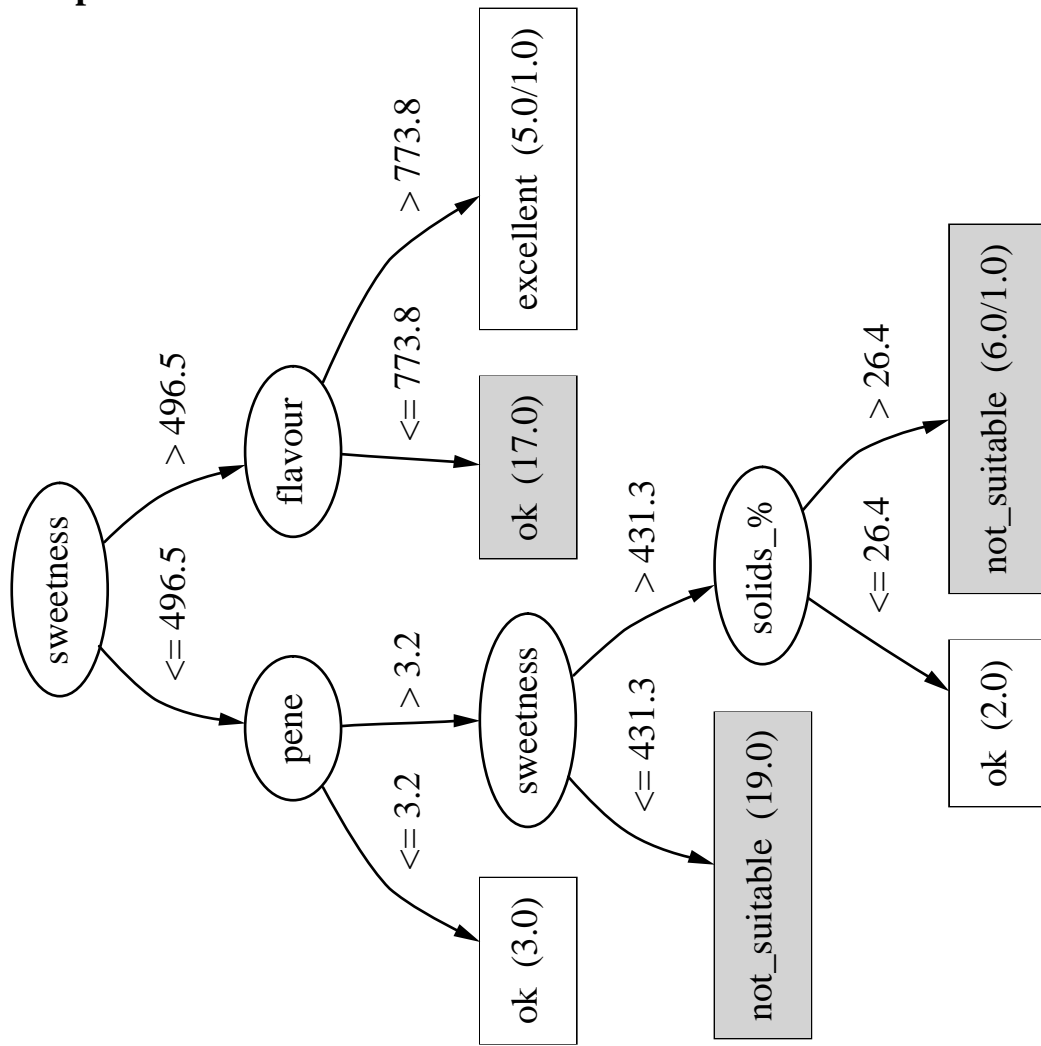 sweetness
<= 496.5
> 496.5
pene
flavour
<= 3.2
> 3.2
<= 773.8
> 773.8
ok (3.0)
sweetness
ok (17.0)
excellent (5.0/1.0)
<= 431.3
> 431.3
not_suitable (19.0)
solids_%
<= 26.4
> 26.4
ok (2.0)
not_suitable (6.0/1.0)